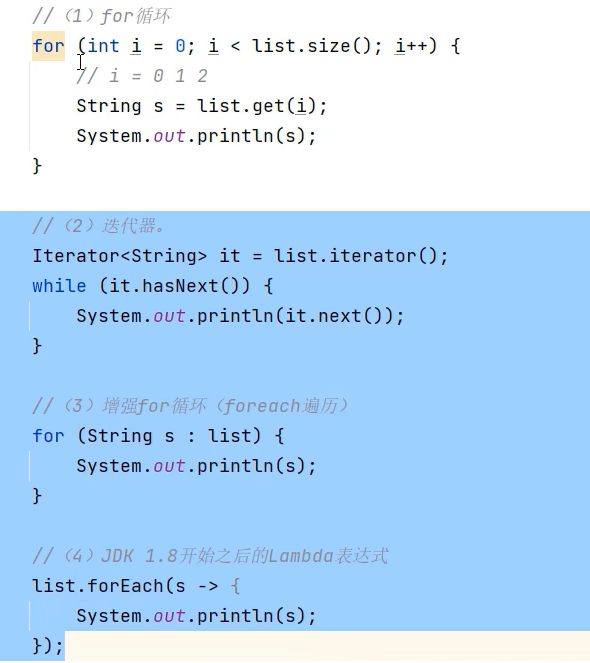 //（1）for循环
for (int i = 0; i < list.size(); i++) {
// i = 0 1 2
String s = list.get(i);
System.out.println(s);
}
//（2）迭代器。
Iterator<String> it = list.iterator();
while (it.hasNext()) {
System.out.println(it.next());
}
//（3）增强for循环（foreach遍历）
for (String s : list) {
System.out.println(s);
}
//（4）JDK 1.8开始之后的Lambda表达式
list.forEach(s -> {
System.out.println(s);
});